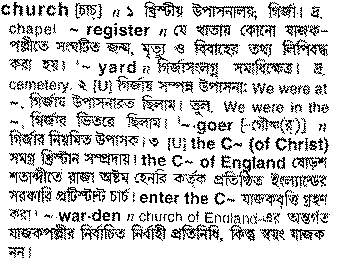 church [চাচ্] n ১ খ্রিস্টীয় উপাসনালয়; গির্জা। দ্র.
chapel. ~ register n যে খাতায় কোনো যাজক-
পল্লীতে সংঘটিত জন্ম, মৃত্যু ও বিবাহের তথ্য লিপিবদ্ধ
করা হয়। ~ yard n গির্জাসংলগ্ন সমাধিক্ষেত্র। দ্র.
cemetery. ২ [U] গির্জায় সম্পন্ন উপাসনা: We were at
~, গির্জায় উপাসনারত ছিলাম। তুল. We were in the
~, গির্জার ভিতরে ছিলাম। ~-goer [-গৌঅ(র্)] n
গির্জার নিয়মিত উপাসক। ৩ [U] the C~ (of Christ)
সমগ্র খ্রিস্টান সম্প্রদায়। the C~ of England ষোড়শ
শতাব্দীতে রাজা অষ্টম হেনরি কর্তৃক প্রতিষ্ঠিত ইংল্যান্ডের
সরকারি প্রটিস্টান্ট চার্চ। enter the C~ যাজকবৃত্তি গ্রহণ
করা। ~ war·den n church of England-এর অন্তর্গত
যাজকপল্লীর নির্বাচিত নির্বাহী প্রতিনিধি, কিন্তু স্বয়ং যাজক
নন।